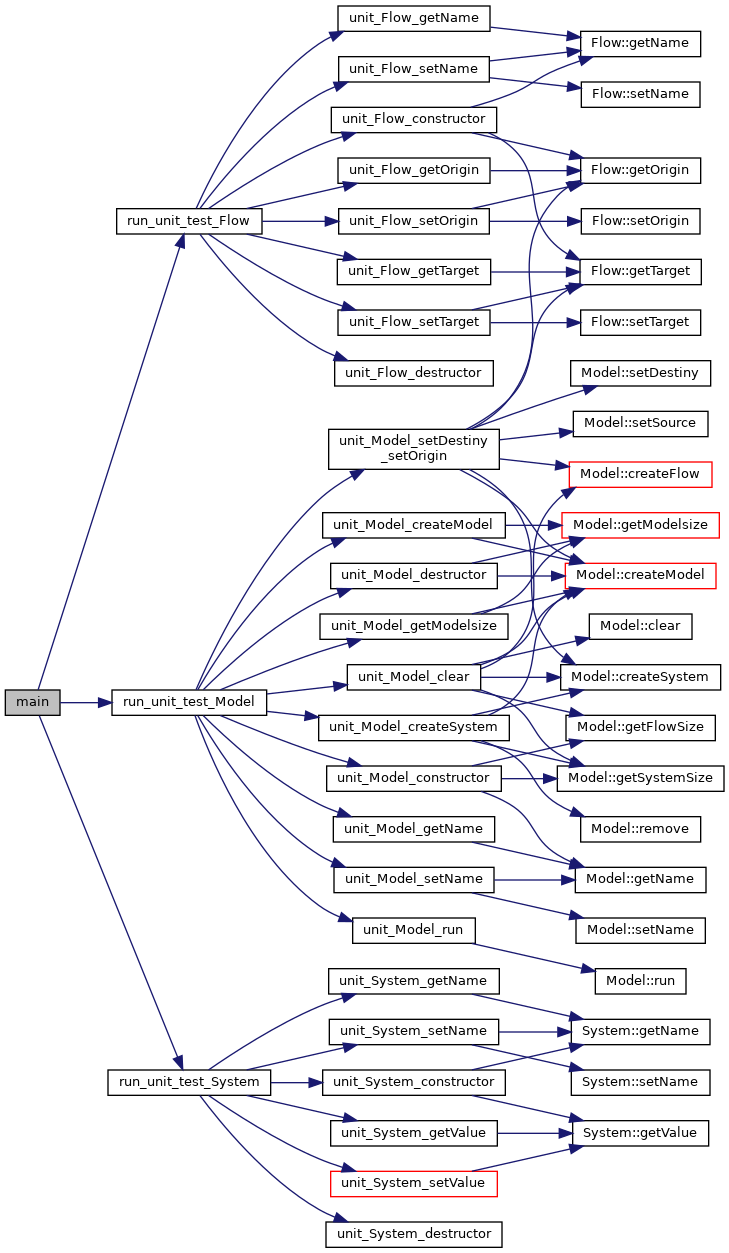 main
run_unit_test_Flow
run_unit_test_Model
run_unit_test_System
unit_Flow_getName
unit_Flow_setName
unit_Flow_constructor
unit_Flow_getOrigin
unit_Flow_setOrigin
unit_Flow_getTarget
unit_Flow_setTarget
unit_Flow_destructor
unit_Model_setDestiny
_setOrigin
unit_Model_createModel
unit_Model_destructor
unit_Model_getModelsize
unit_Model_clear
unit_Model_createSystem
unit_Model_constructor
unit_Model_getName
unit_Model_setName
unit_Model_run
unit_System_getName
unit_System_setName
unit_System_constructor
unit_System_getValue
unit_System_setValue
unit_System_destructor
Flow::getName
Flow::setName
Flow::getOrigin
Flow::setOrigin
Flow::getTarget
Flow::setTarget
Model::setDestiny
Model::setSource
Model::createFlow
Model::getModelsize
Model::createModel
Model::clear
Model::createSystem
Model::getFlowSize
Model::getSystemSize
Model::remove
Model::getName
Model::setName
Model::run
System::getName
System::setName
System::getValue